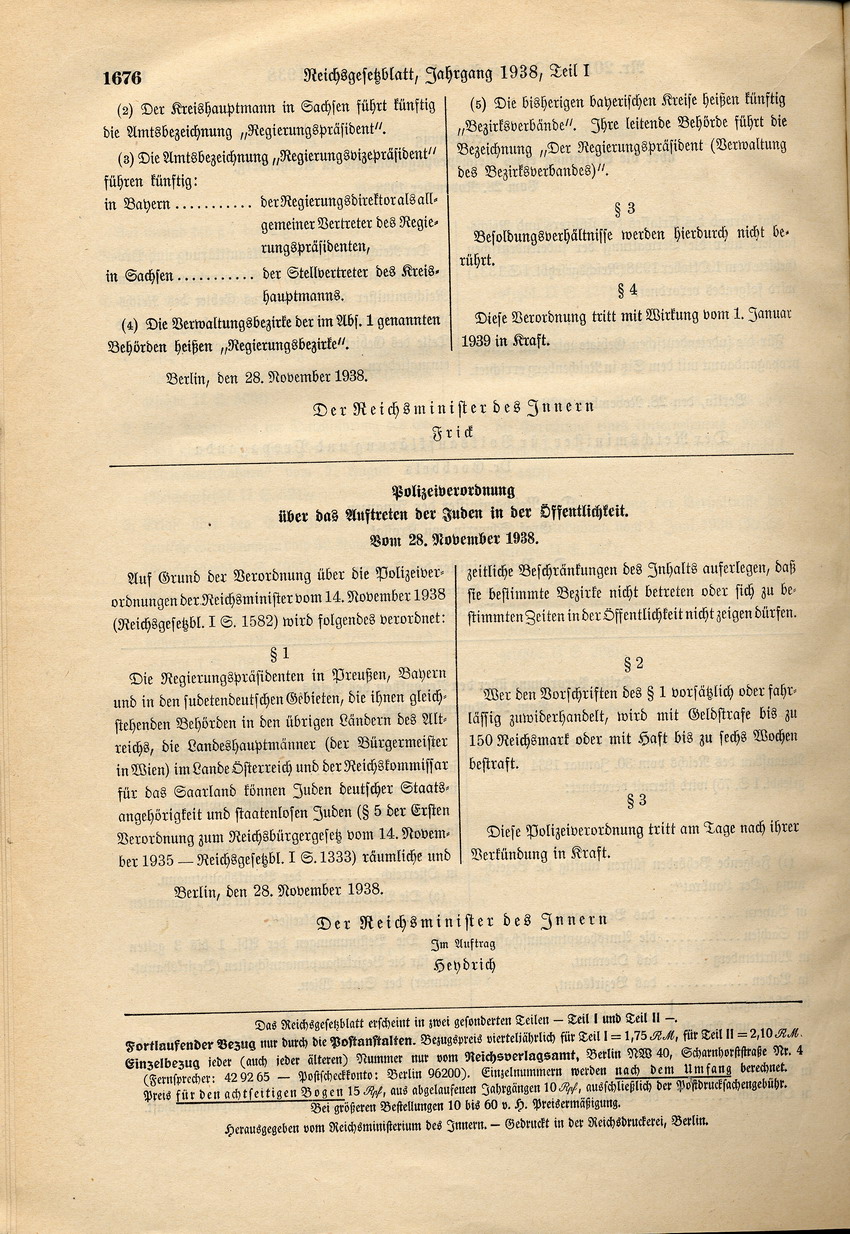 1676
Reichsgesetzblatt, Jahrgang 1938, Teil I
(2) Der Kreishauptmann in Sachsen führt künftig
die Amtsbezeichnung „Regierungspräsident".
(3) Die Amtsbezeichnung „Regierungsvizepräsident"
führen künftig:
in Bayern ........... der Regierungsdirektor als all-
gemeiner Vertreter des Regie-
rungspräsidenten,
in Sachsen ........... der Stellvertreter des Kreis-
hauptmanns.
(4) Die Verwaltungsbezirke der im Abs. 1 genannten
Behörden heißen „Regierungsbezirke".
(5) Die bisherigen bayerischen Kreise heißen künftig
„Bezirksverbände". Ihre leitende Behörde führt die
Bezeichnung „Der Regierungspräsident (Verwaltung
des Bezirksverbandes)".
§ 3
Besoldungsverhältnisse werden hierdurch nicht be-
rührt.
§ 4
Diese Verordnung tritt mit Wirkung vom 1. Januar
1939 in Kraft.
Berlin, den 28. November 1938.
Der Reichsminister des Innern
Frick
Polizeiverordnung
über das Auftreten der Juden in der Öffentlichkeit.
Vom 28. November 1938.
Auf Grund der Verordnung über die Polizeiver-
ordnungen der Reichsminister vom 14. November 1938
(Reichsgesetzbl. I S. 1582) wird folgendes verordnet:
§ 1
Die Regierungspräsidenten in Preußen, Bayern
und in den sudetendeutschen Gebieten, die ihnen gleich-
stehenden Behörden in den übrigen Ländern des Alt-
reichs, die Landeshauptmänner (der Bürgermeister
in Wien) im Lande Österreich und der Reichskommissar
für das Saarland können Juden deutscher Staats-
angehörigkeit und staatenlosen Juden (§ 5 der Ersten
Verordnung zum Reichsbürgergesetz vom 14. Novem-
ber 1935 — Reichsgesetzbl. I S. 1333) räumliche und
zeitliche Beschränkungen des Inhalts auferlegen, daß
sie bestimmte Bezirke nicht betreten oder sich zu be-
stimmten Zeiten in der Öffentlichkeit nicht zeigen dürfen.
§ 2
Wer den Vorschriften des § 1 vorsätzlich oder fahr-
lässig zuwiderhandelt, wird mit Geldstrafe bis zu
150 Reichsmark oder mit Haft bis zu sechs Wochen
bestraft.
§ 3
Diese Polizeiverordnung tritt am Tage nach ihrer
Verkündung in Kraft.
Berlin, den 28. November 1938.
Der Reichsminister des Innern
Im Auftrag
Heydrich
Das Reichsgesetzblatt erscheint in zwei gesonderten Teilen — Teil I und Teil II —.
Fortlaufender Bezug nur durch die Postanstalten. Bezugspreis vierteljährlich für Teil I = 1,75 RM, für Teil II = 2,10 RM.
Einzelbezug jeder (auch jeder älteren) Nummer nur vom Reichsverlagsamt, Berlin NW 40, Scharnhorststraße Nr. 4
(Fernsprecher: 42 92 65 — Postscheckkonto: Berlin 96200). Einzelnummern werden nach dem Umfang berechnet.
Preis für den achtseitigen Bogen 15 Rpf, aus abgelaufenen Jahrgängen 10 Rpf, ausschließlich der Postdrucksachengebühr.
Bei größeren Bestellungen 10 bis 60 v. H. Preisermäßigung.
Herausgegeben vom Reichsministerium des Innern. — Gedruckt in der Reichsdruckerei, Berlin.